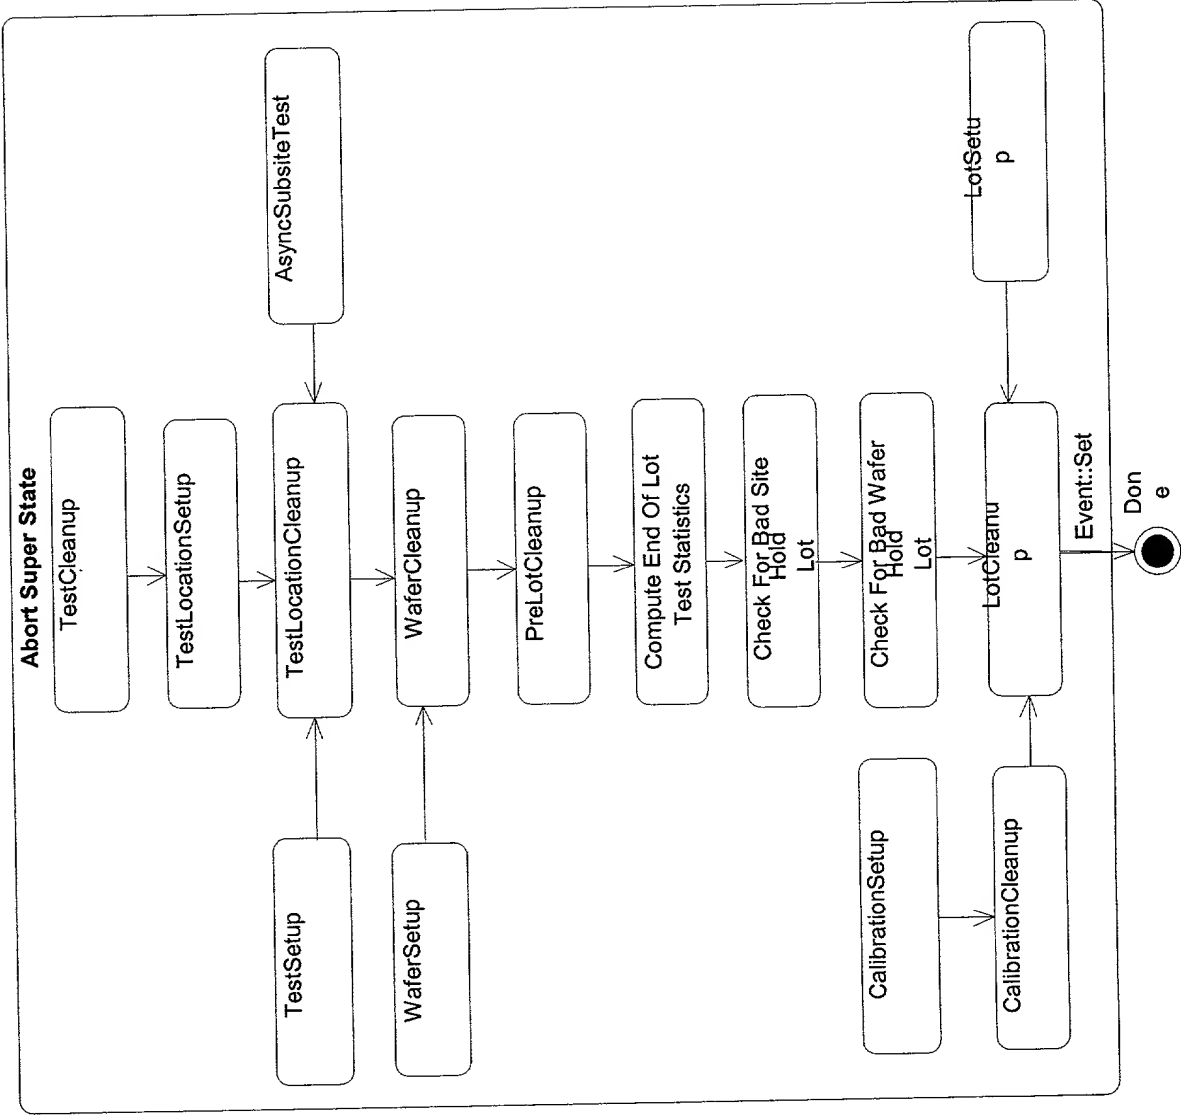 Abort Super State
TestCleanup
TestLocationSetup
AsyncSubsiteTest
TestLocationCleanup
TestSetup
WaferCleanup
WaferSetup
PreLotCleanup
Compute End Of Lot
Test Statistics
Check For Bad Site
Hold
Lot
Check For Bad Wafer
Hold
Lot
CalibrationSetup
LotSetu
p
LotCleanu
p
CalibrationCleanup
Event::Set
Don
e